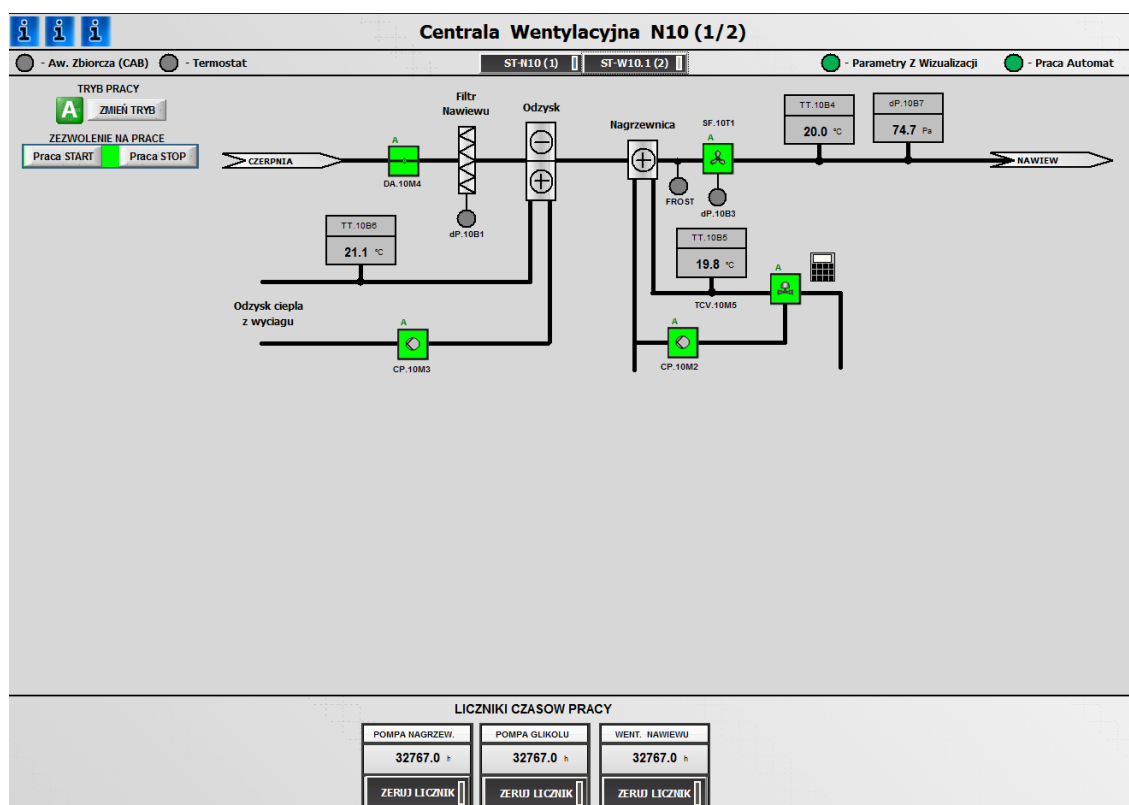 i i i
Centrala Wentylacyjna N10 (1/2)
- Aw. Zbiorcza (CAB)
- Termostat
ST-N10 (1)
ST-W10.1 (2)
- Parametry Z Wizualizacji
- Praca Automat
TRYB PRACY
A
ZMIEŃ TRYB
ZEZWOLENIE NA PRACE
Praca START
Praca STOP
CZERPNIA
A
DA.10M4
Filtr
Nawiewu
dP.10B1
Odzysk
Nagrzewnica
FROST
SF.10T1
A
dP.10B3
TT.10B4
20.0 °C
dP.10B7
74.7 Pa
NAWIEW
TT.10B6
21.1 °C
TT.10B5
19.8 °C
A
TCV.10M5
Odzysk ciepla
z wyciagu
A
CP.10M3
A
CP.10M2
LICZNIKI CZASOW PRACY
POMPA NAGRZEW.
32767.0 h
ZERUJ LICZNIK
POMPA GLIKOLU
32767.0 h
ZERUJ LICZNIK
WENT. NAWIEWU
32767.0 h
ZERUJ LICZNIK